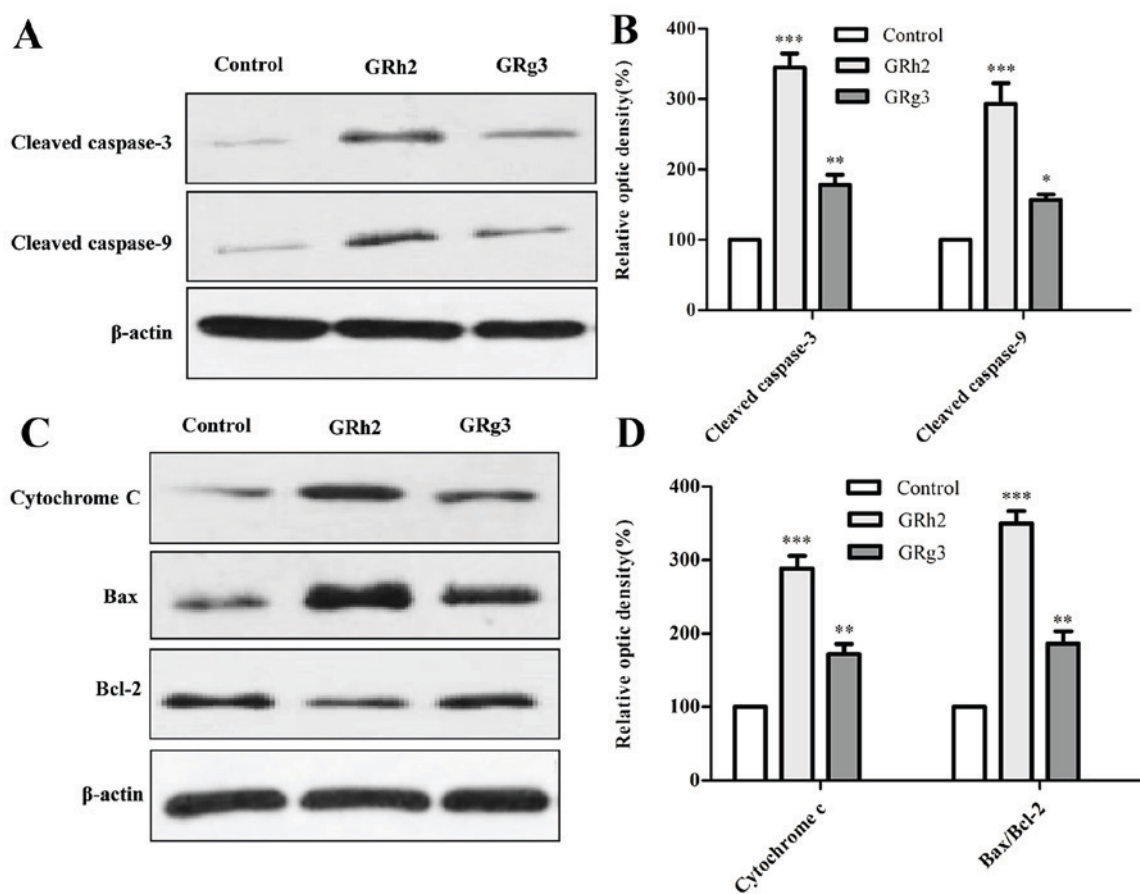 A
Control GRh2 GRg3
Cleaved caspase-3
Cleaved caspase-9
β-actin
B
Relative optic density(%)
400
300
200
100
0
Control
GRh2
GRg3
*** ** *** *
Cleaved caspase-3
Cleaved caspase-9
C
Control GRh2 GRg3
Cytochrome C
Bax
Bcl-2
β-actin
D
Relative optic density(%)
400
300
200
100
0
Control
GRh2
GRg3
*** ** *** **
Cytochrome c
Bax/Bcl-2